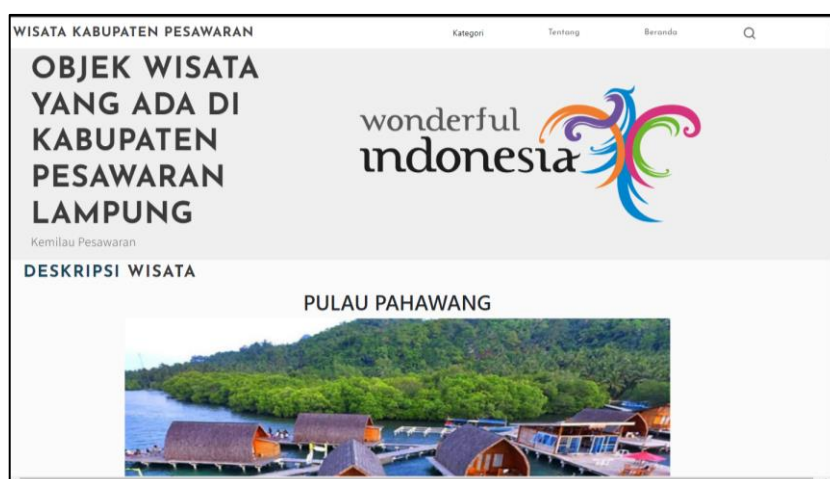 WISATA KABUPATEN PESAWARAN
Kategori
Tentang
Beranda
OBJEK WISATA
YANG ADA DI
KABUPATEN
PESAWARAN
LAMPUNG
Kemilau Pesawaran
wonderful
indonesia
DESKRIPSI WISATA
PULAU PAHAWANG